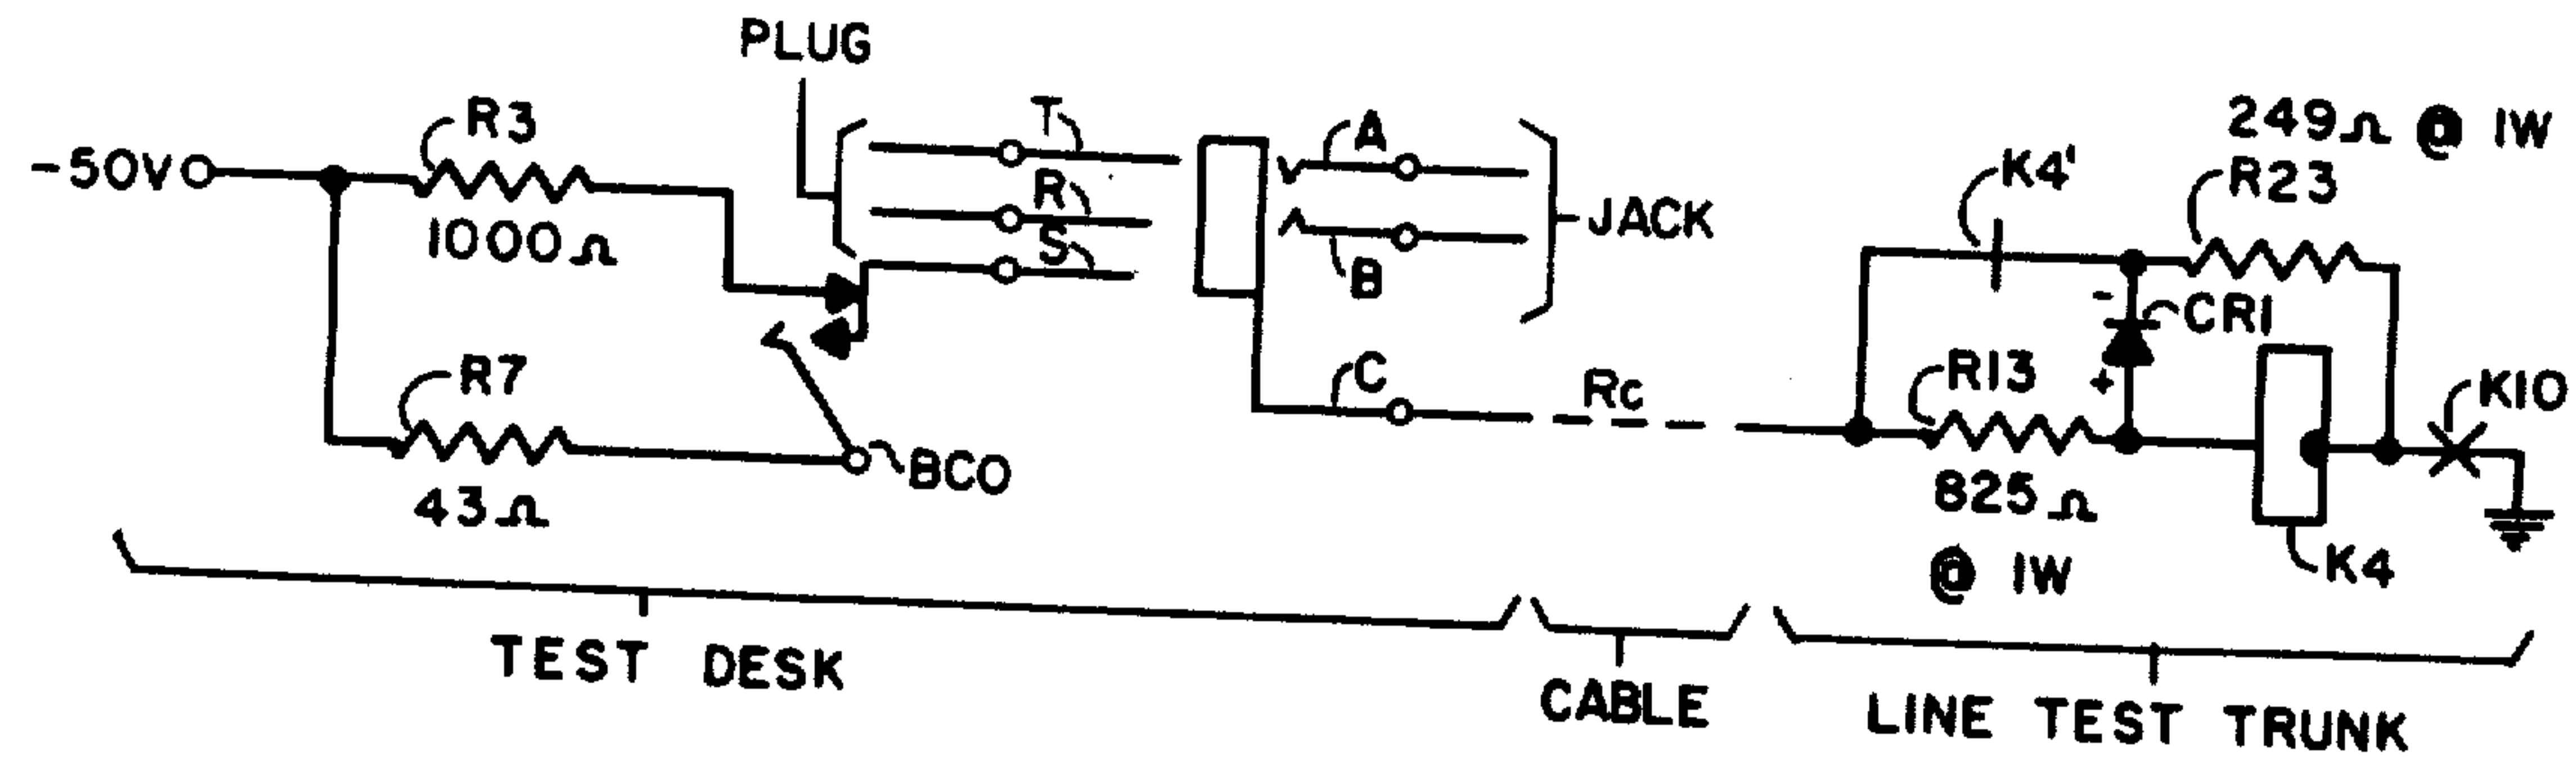 PLUG
-50V
R3
1000Ω
T
R
S
A
B
JACK
K4'
249Ω @ 1W
R23
CR1
-
+
R7
43Ω
BCO
C
Rc
R13
825Ω
@ 1W
K10
K4
TEST DESK
CABLE
LINE TEST TRUNK